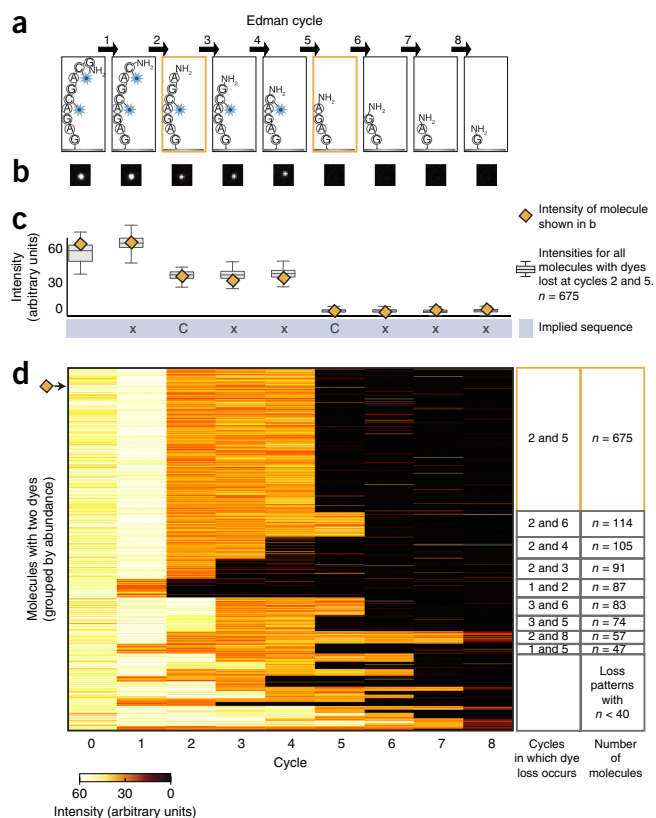 a
Edman cycle
1 2 3 4 5 6 7 8
G C A C G A G A G NH2
C A C G A G A G NH2
A C G A G A G NH2
G C A G A G NH2
C A G A G NH2
A G A G NH2
G A G NH2
A G NH2
G NH2
b
c
Intensity
(arbitrary units)
60
30
0
x C x x C x x x
Intensity of molecule
shown in b
Intensities for all
molecules with dyes
lost at cycles 2 and 5.
n = 675
Implied sequence
d
Molecules with two dyes
(grouped by abundance)
2 and 5 n = 675
2 and 6 n = 114
2 and 4 n = 105
2 and 3 n = 91
1 and 2 n = 87
3 and 6 n = 83
3 and 5 n = 74
2 and 8 n = 57
1 and 5 n = 47
Loss
patterns
with
n < 40
0 1 2 3 4 5 6 7 8
Cycle
Cycles
in which dye
loss occurs
Number
of
molecules
60 30 0
Intensity (arbitrary units)